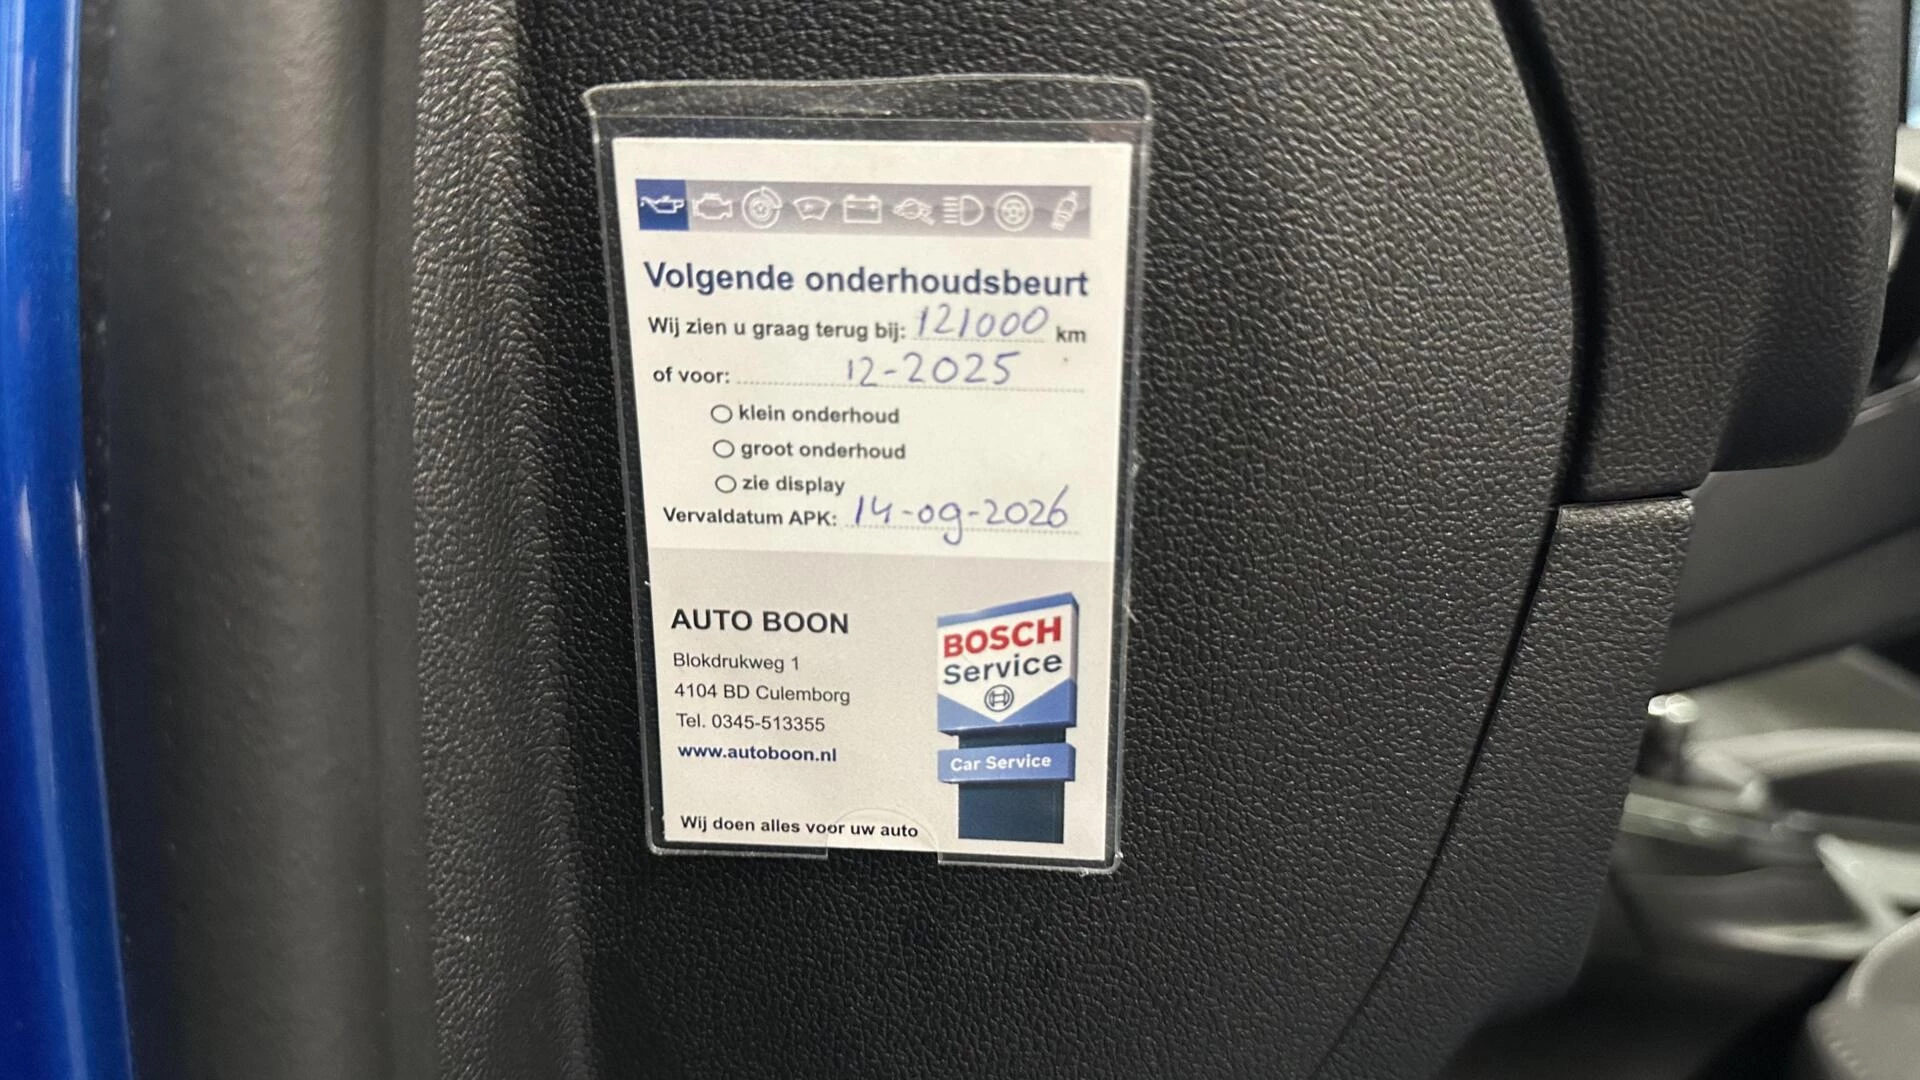 Volgende onderhoudsbeurt
Wij zien u graag terug bij: 121000 km
of voor: 12-2025
klein onderhoud
groot onderhoud
zie display
Vervaldatum APK: 14-09-2026
AUTO BOON
Blokdrukweg 1
4104 BD Culemborg
Tel. 0345-513355
www.autoboon.nl
Wij doen alles voor uw auto
BOSCH
Service
Car Service